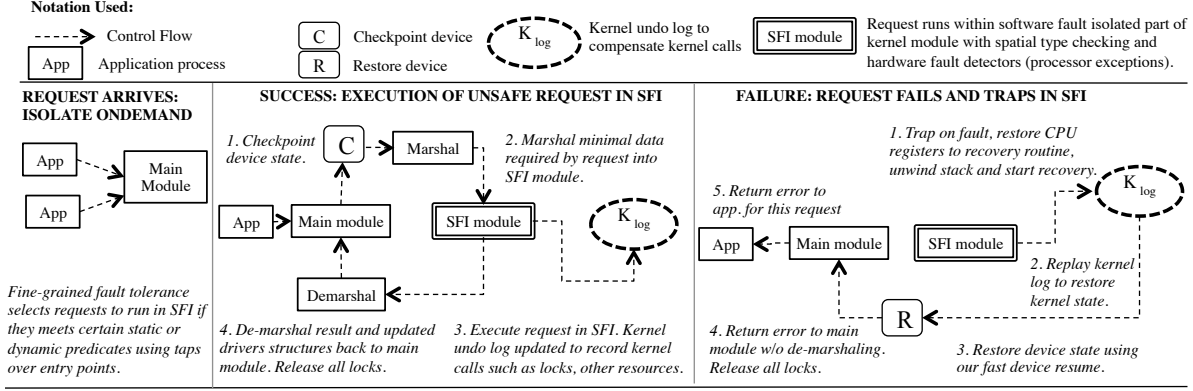 Notation Used:
Control Flow
App
Application process
C
Checkpoint device
R
Restore device
K log
Kernel undo log to
compensate kernel calls
SFI module
Request runs within software fault isolated part of
kernel module with spatial type checking and
hardware fault detectors (processor exceptions).
REQUEST ARRIVES:
ISOLATE ONDEMAND
App
App
Main
Module
Fine-grained fault tolerance
selects requests to run in SFI if
they meets certain static or
dynamic predicates using taps
over entry points.
SUCCESS: EXECUTION OF UNSAFE REQUEST IN SFI
1. Checkpoint
device state.
C
Marshal
2. Marshal minimal data
required by request into
SFI module.
App
Main module
SFI module
K log
Demarshal
4. De-marshal result and updated
drivers structures back to main
module. Release all locks.
3. Execute request in SFI. Kernel
undo log updated to record kernel
calls such as locks, other resources.
FAILURE: REQUEST FAILS AND TRAPS IN SFI
1. Trap on fault, restore CPU
registers to recovery routine,
unwind stack and start recovery.
K log
5. Return error to
app. for this request
App
Main module
SFI module
2. Replay kernel
log to restore
kernel state.
R
4. Return error to main
module w/o de-marshaling.
Release all locks.
3. Restore device state using
our fast device resume.